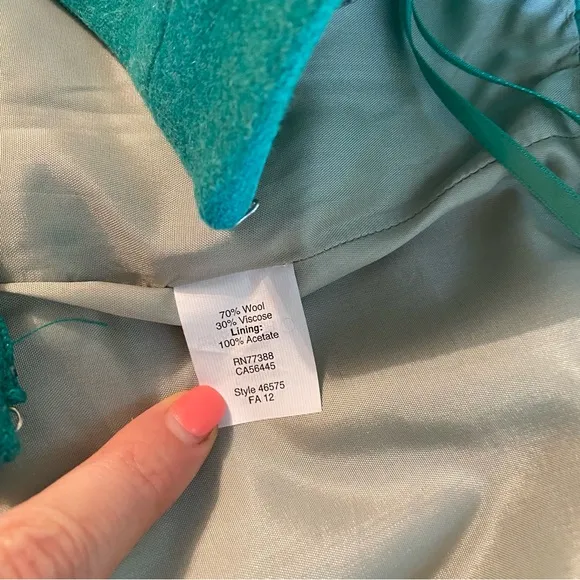 70% Wool
30% Viscose
Lining:
100% Acetate
RN77388
CA56445
Style 46575
FA 12